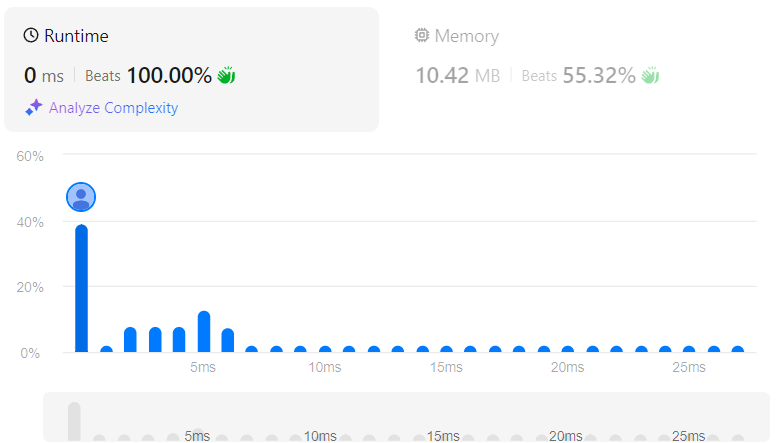 Runtime
0 ms | Beats 100.00%
Analyze Complexity
Memory
10.42 MB | Beats 55.32%
60%
40%
20%
0%
5ms 10ms 15ms 20ms 25ms
5ms 10ms 15ms 20ms 25ms